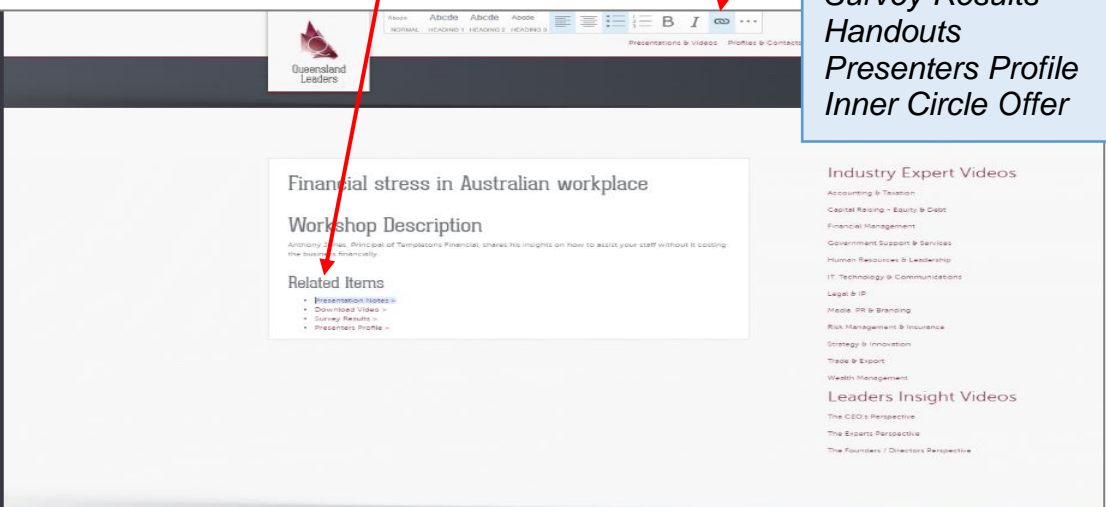 Survey Results
Handouts
Presenters Profile
Inner Circle Offer
Abcde Abcde Abcde Abcde
NORMAL HEADING 1 HEADING 2 HEADING 3
B I ...
Presentations & Videos Profiles & Contacts
Queensland
Leaders
Financial stress in Australian workplace
Workshop Description
Anthony Jones, Principal of Templetons Financial, shares his insights on how to assist your staff without it costing
the business financially.
Related Items
• Presentation Notes »
• Download Video »
• Survey Results »
• Presenters Profile »
Industry Expert Videos
Accounting & Taxation
Capital Raising - Equity & Debt
Financial Management
Government Support & Services
Human Resources & Leadership
IT, Technology & Communications
Legal & IP
Media, PR & Branding
Risk Management & Insurance
Strategy & Innovation
Trade & Export
Wealth Management
Leaders Insight Videos
The CEO's Perspective
The Experts Perspective
The Founders / Directors Perspective